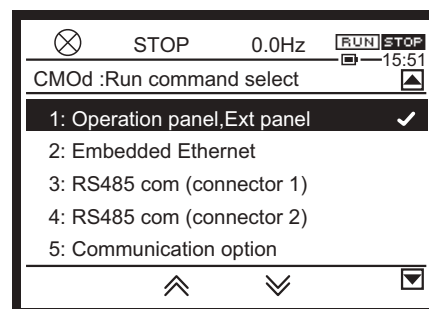 STOP 0.0Hz RUN STOP
15:51
CMOd :Run command select
1: Operation panel,Ext panel
2: Embedded Ethernet
3: RS485 com (connector 1)
4: RS485 com (connector 2)
5: Communication option